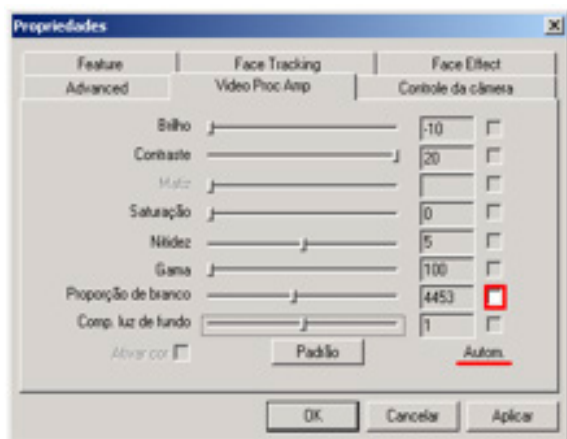 Propriedades
Feature Face Tracking Face Effect
Advanced Video Proc Amp Controle da câmera
Brilho -10
Contraste 20
Matiz
Saturação 0
Nitidez 5
Gama 100
Proporção de branco 4453
Comp. luz de fundo 1
Ativar cor Padrão Autom.
OK Cancelar Aplicar